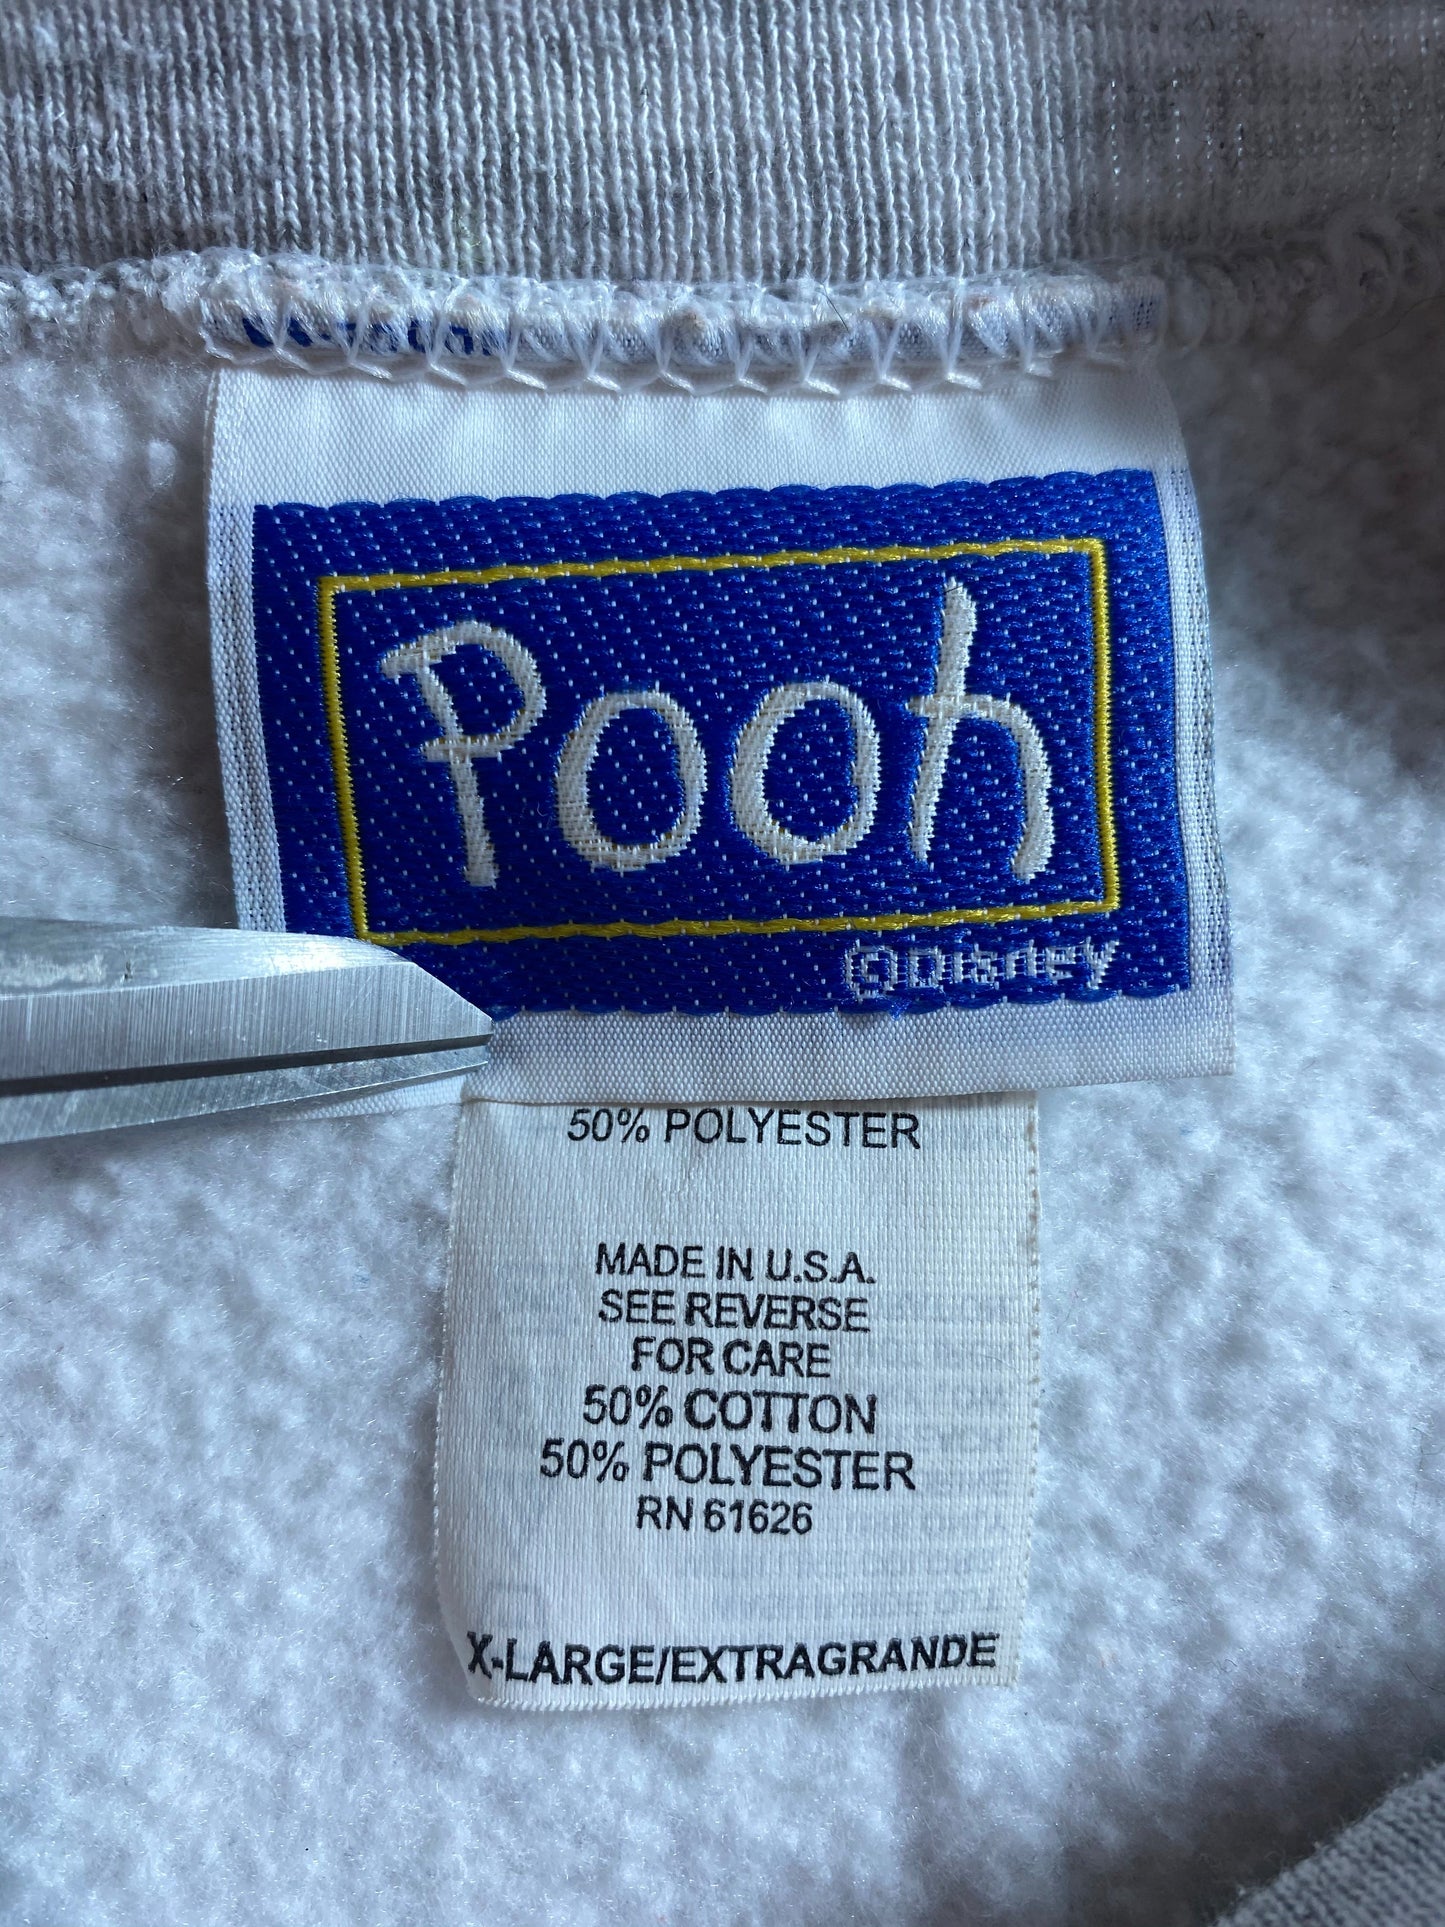 Pooh
©Disney
50% POLYESTER
MADE IN U.S.A.
SEE REVERSE
FOR CARE
50% COTTON
50% POLYESTER
RN 61626
X-LARGE/EXTRAGRANDE